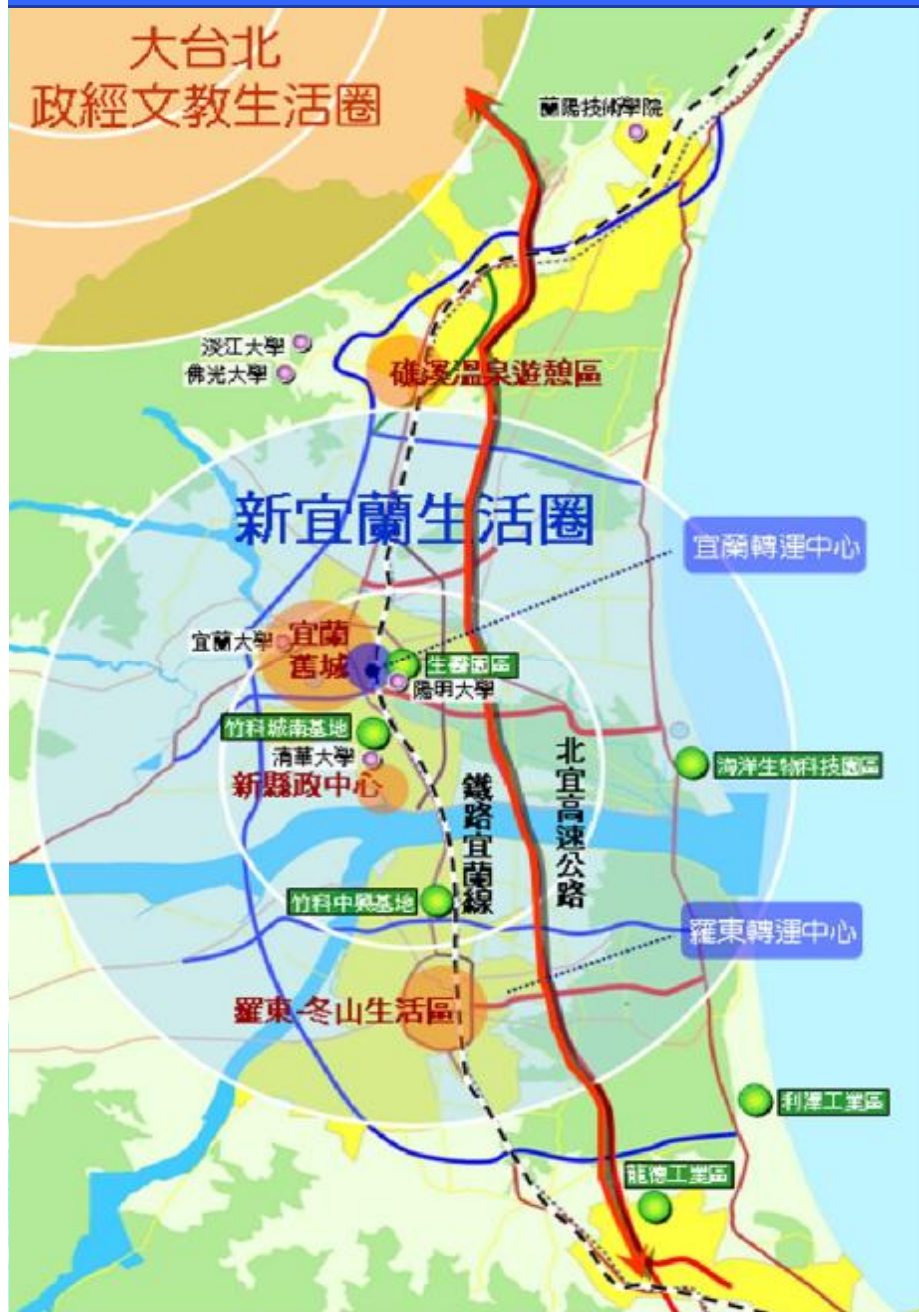 大台北
政經文教生活圈
蘭陽技術學院
淡江大學
佛光大學
礁溪溫泉遊憩區
新宜蘭生活圈
宜蘭轉運中心
宜蘭大學
宜蘭
舊城
生醫園區
陽明大學
竹科城南基地
清華大學
新縣政中心
鐵路宜蘭線
北宜高速公路
海洋生物科技園區
竹科中興基地
羅東轉運中心
羅東-冬山生活區
利澤工業區
龍德工業區